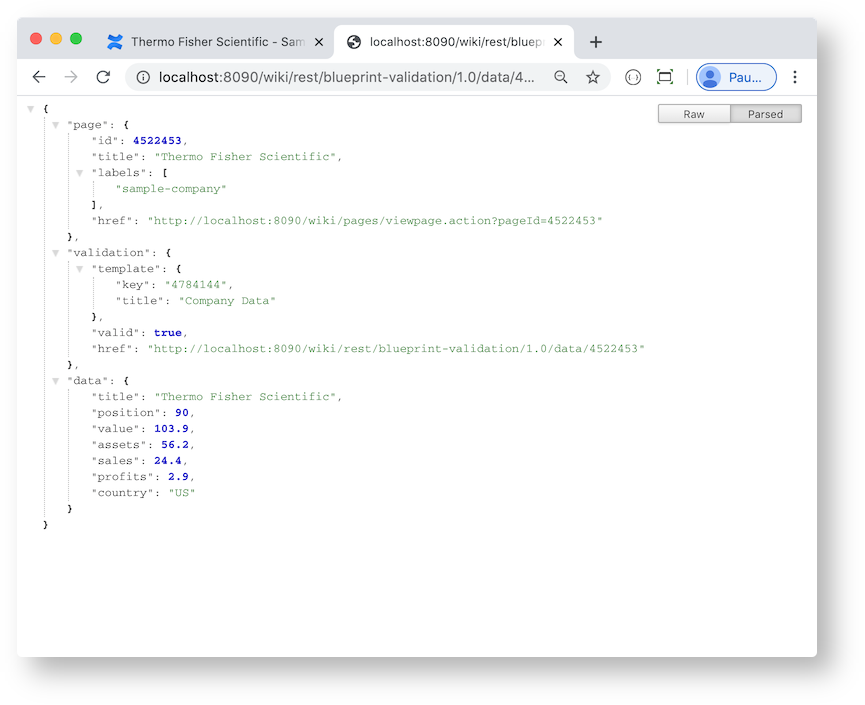 Thermo Fisher Scientific - Sam
localhost:8090/wiki/rest/bluep
localhost:8090/wiki/rest/blueprint-validation/1.0/data/4...
Pau...
Raw
Parsed
{
"page": {
"id": 4522453,
"title": "Thermo Fisher Scientific",
"labels": [
"sample-company"
],
"href": "http://localhost:8090/wiki/pages/viewpage.action?pageId=4522453"
},
"validation": {
"template": {
"key": "4784144",
"title": "Company Data"
},
"valid": true,
"href": "http://localhost:8090/wiki/rest/blueprint-validation/1.0/data/4522453"
},
"data": {
"title": "Thermo Fisher Scientific",
"position": 90,
"value": 103.9,
"assets": 56.2,
"sales": 24.4,
"profits": 2.9,
"country": "US"
}
}